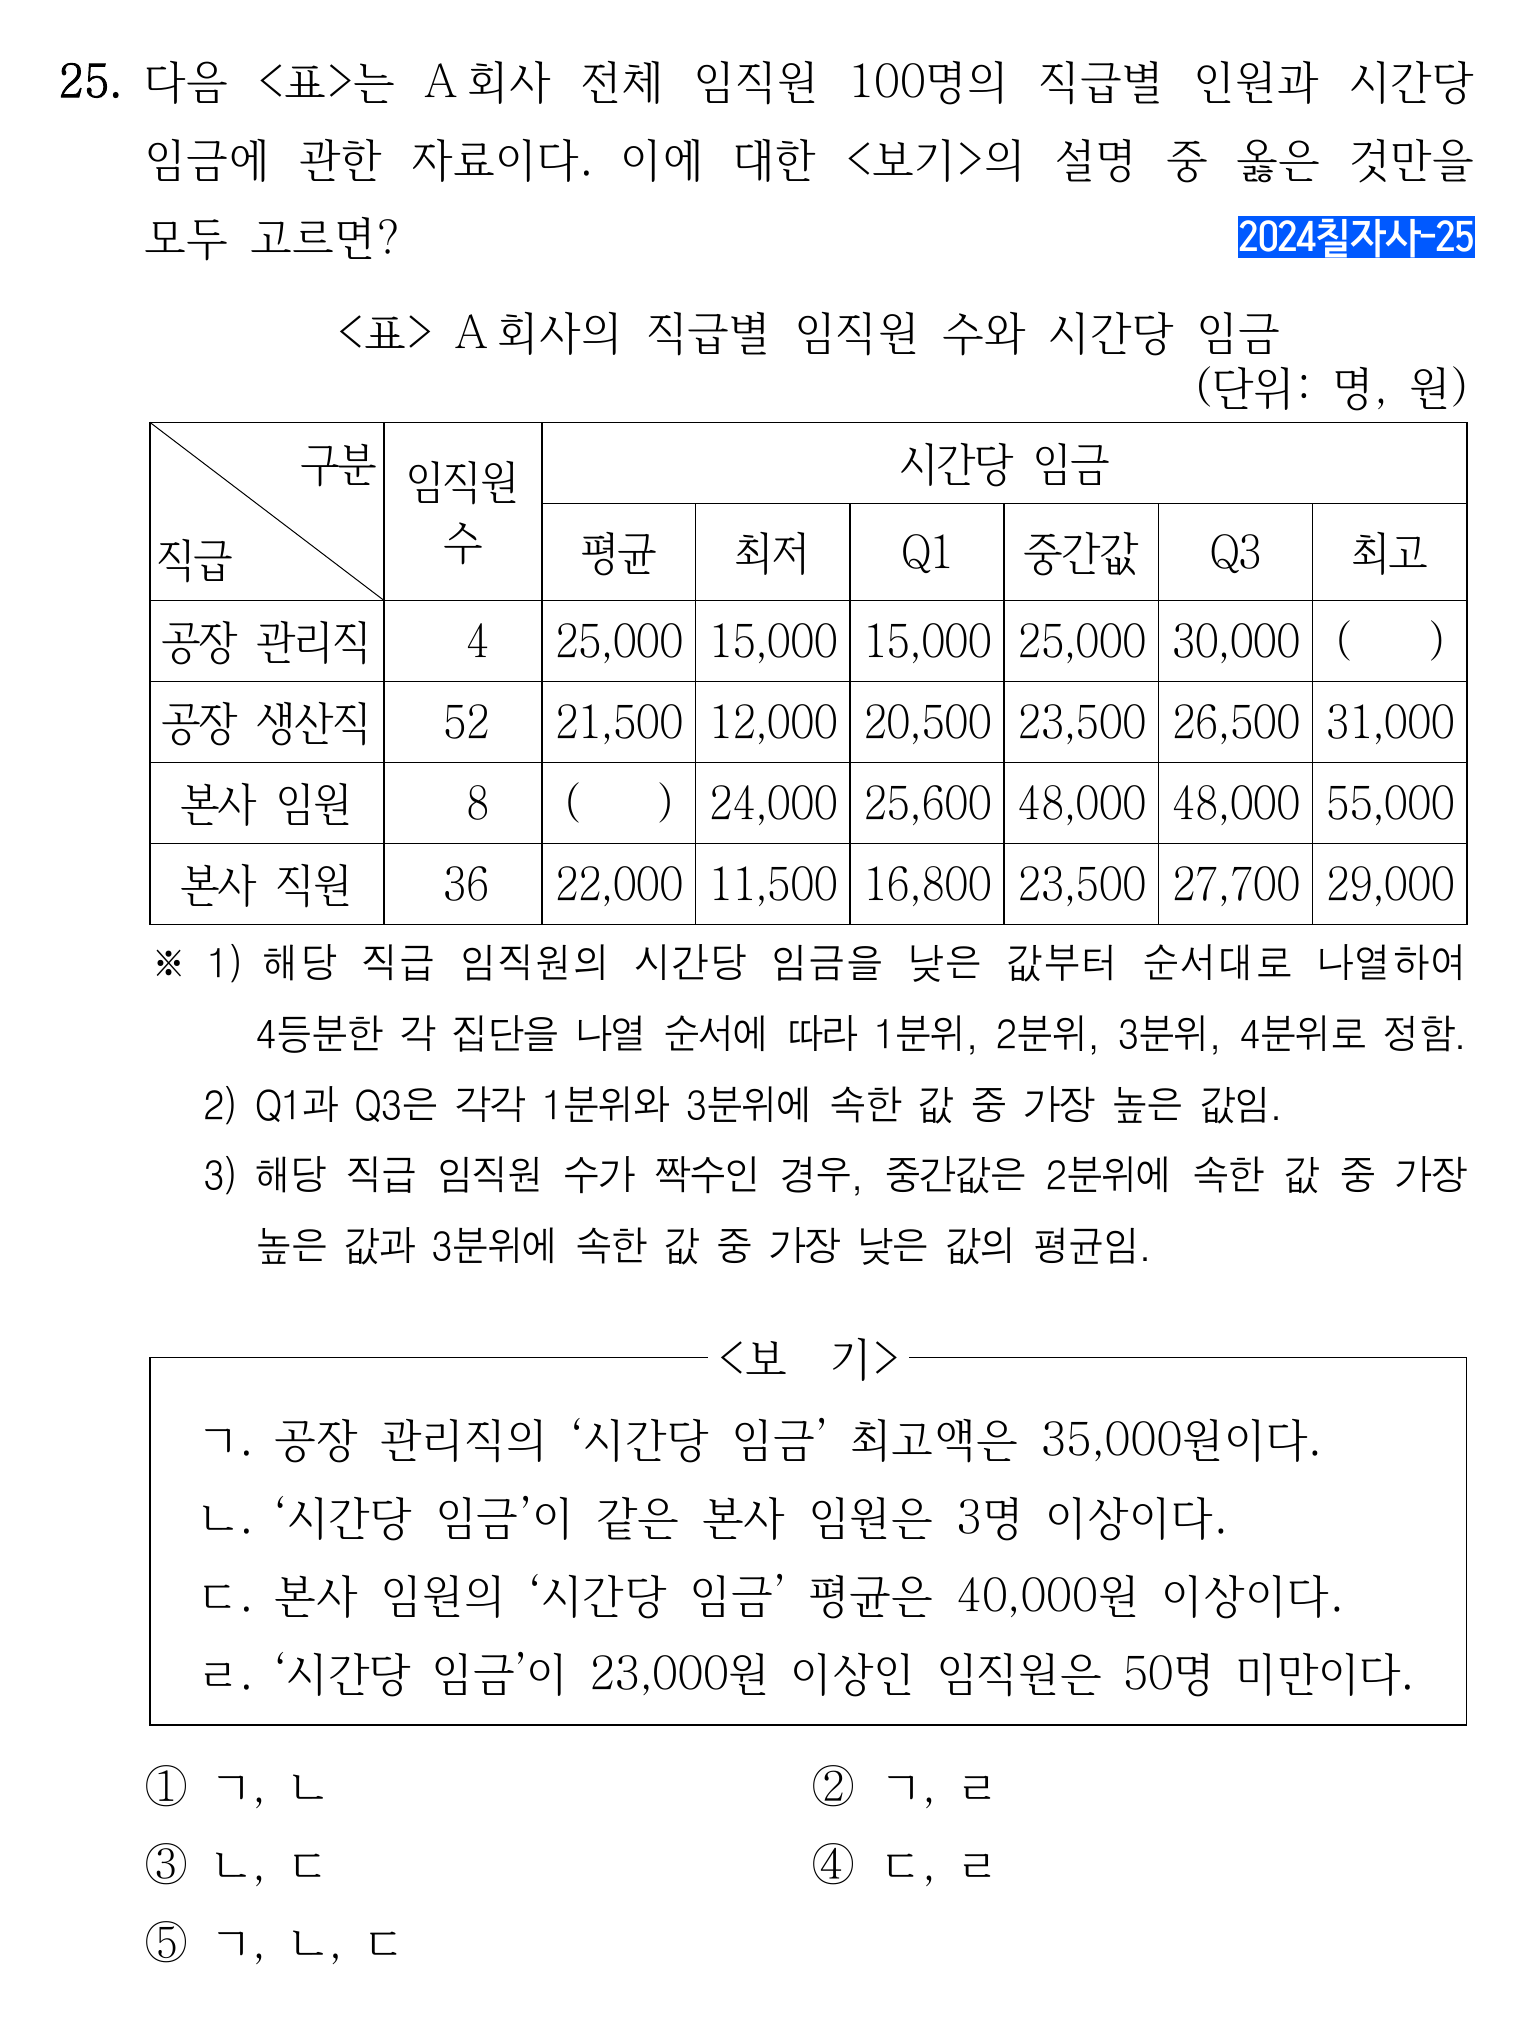 25. 다음 <표>는 A회사 전체 임직원 100명의 직급별 인원과 시간당
임금에 관한 자료이다. 이에 대한 <보기>의 설명 중 옳은 것만을
모두 고르면?
2024칠자사-25
<표> A회사의 직급별 임직원 수와 시간당 임금
(단위: 명, 원)
구분 임직원 수 시간당 임금
직급 평균 최저 Q1 중간값 Q3 최고
공장 관리직 4 25,000 15,000 15,000 25,000 30,000 (  )
공장 생산직 52 21,500 12,000 20,500 23,500 26,500 31,000
본사 임원 8 (  ) 24,000 25,600 48,000 48,000 55,000
본사 직원 36 22,000 11,500 16,800 23,500 27,700 29,000
※ 1) 해당 직급 임직원의 시간당 임금을 낮은 값부터 순서대로 나열하여
4등분한 각 집단을 나열 순서에 따라 1분위, 2분위, 3분위, 4분위로 정함.
2) Q1과 Q3은 각각 1분위와 3분위에 속한 값 중 가장 높은 값임.
3) 해당 직급 임직원 수가 짝수인 경우, 중간값은 2분위에 속한 값 중 가장
높은 값과 3분위에 속한 값 중 가장 낮은 값의 평균임.
<보 기>
ㄱ. 공장 관리직의 ‘시간당 임금’ 최고액은 35,000원이다.
ㄴ. ‘시간당 임금’이 같은 본사 임원은 3명 이상이다.
ㄷ. 본사 임원의 ‘시간당 임금’ 평균은 40,000원 이상이다.
ㄹ. ‘시간당 임금’이 23,000원 이상인 임직원은 50명 미만이다.
① ㄱ, ㄴ ② ㄱ, ㄹ
③ ㄴ, ㄷ ④ ㄷ, ㄹ
⑤ ㄱ, ㄴ, ㄷ